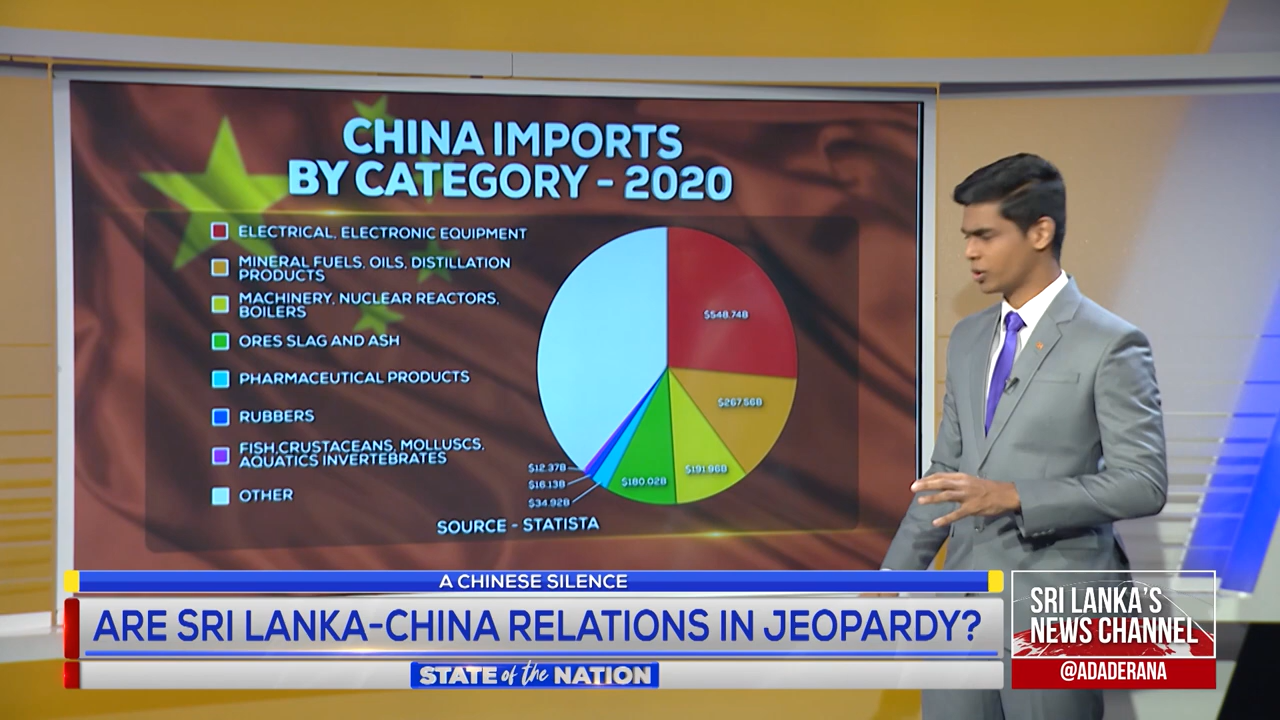 CHINA IMPORTS
BY CATEGORY - 2020
ELECTRICAL, ELECTRONIC EQUIPMENT
MINERAL FUELS, OILS, DISTILLATION
PRODUCTS
MACHINERY, NUCLEAR REACTORS,
BOILERS
ORES SLAG AND ASH
PHARMACEUTICAL PRODUCTS
RUBBERS
FISH,CRUSTACEANS, MOLLUSCS,
AQUATICS INVERTEBRATES
OTHER
$548.74B
$267.56B
$191.96B
$180.02B
$12.37B
$16.13B
$34.92B
SOURCE - STATISTA
A CHINESE SILENCE
ARE SRI LANKA-CHINA RELATIONS IN JEOPARDY?
STATE of the NATION
SRI LANKA'S
NEWS CHANNEL
@ADADERANA